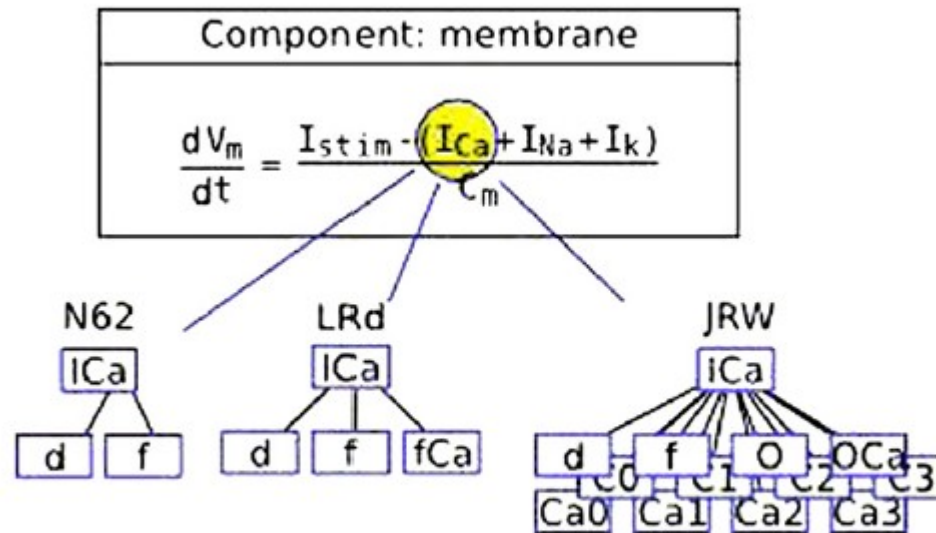 Component: membrane
dVm/dt = Istim-(ICa+INa+Ik)/Cm
N62 LRd JRW
ICa ICa iCa
d f d f fCa d f O OCa
C0 C1 C2 C3
Ca0 Ca1 Ca2 Ca3